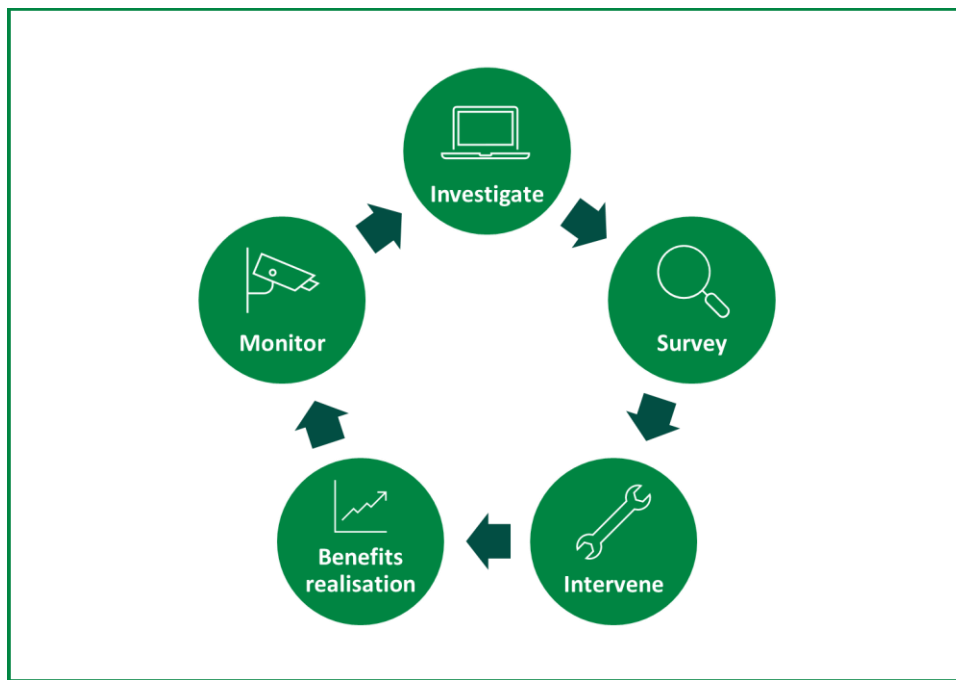 Investigate
Survey
Intervene
Benefits
realisation
Monitor